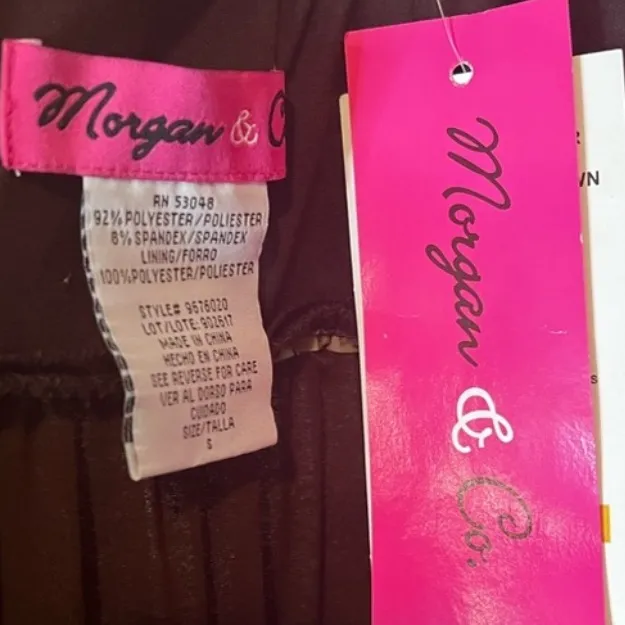 Morgan &
RN 53048
92% POLYESTER/POLIESTER
8% SPANDEX/SPANDEX
LINING/FORRO
100%POLYESTER/POLIESTER
STYLE# 9676020
LOT/LOTE: 902617
MADE IN CHINA
HECHO EN CHINA
SEE REVERSE FOR CARE
VER AL DORSO PARA
CUIDADO
SIZE/TALLA
S
Morgan & Co.